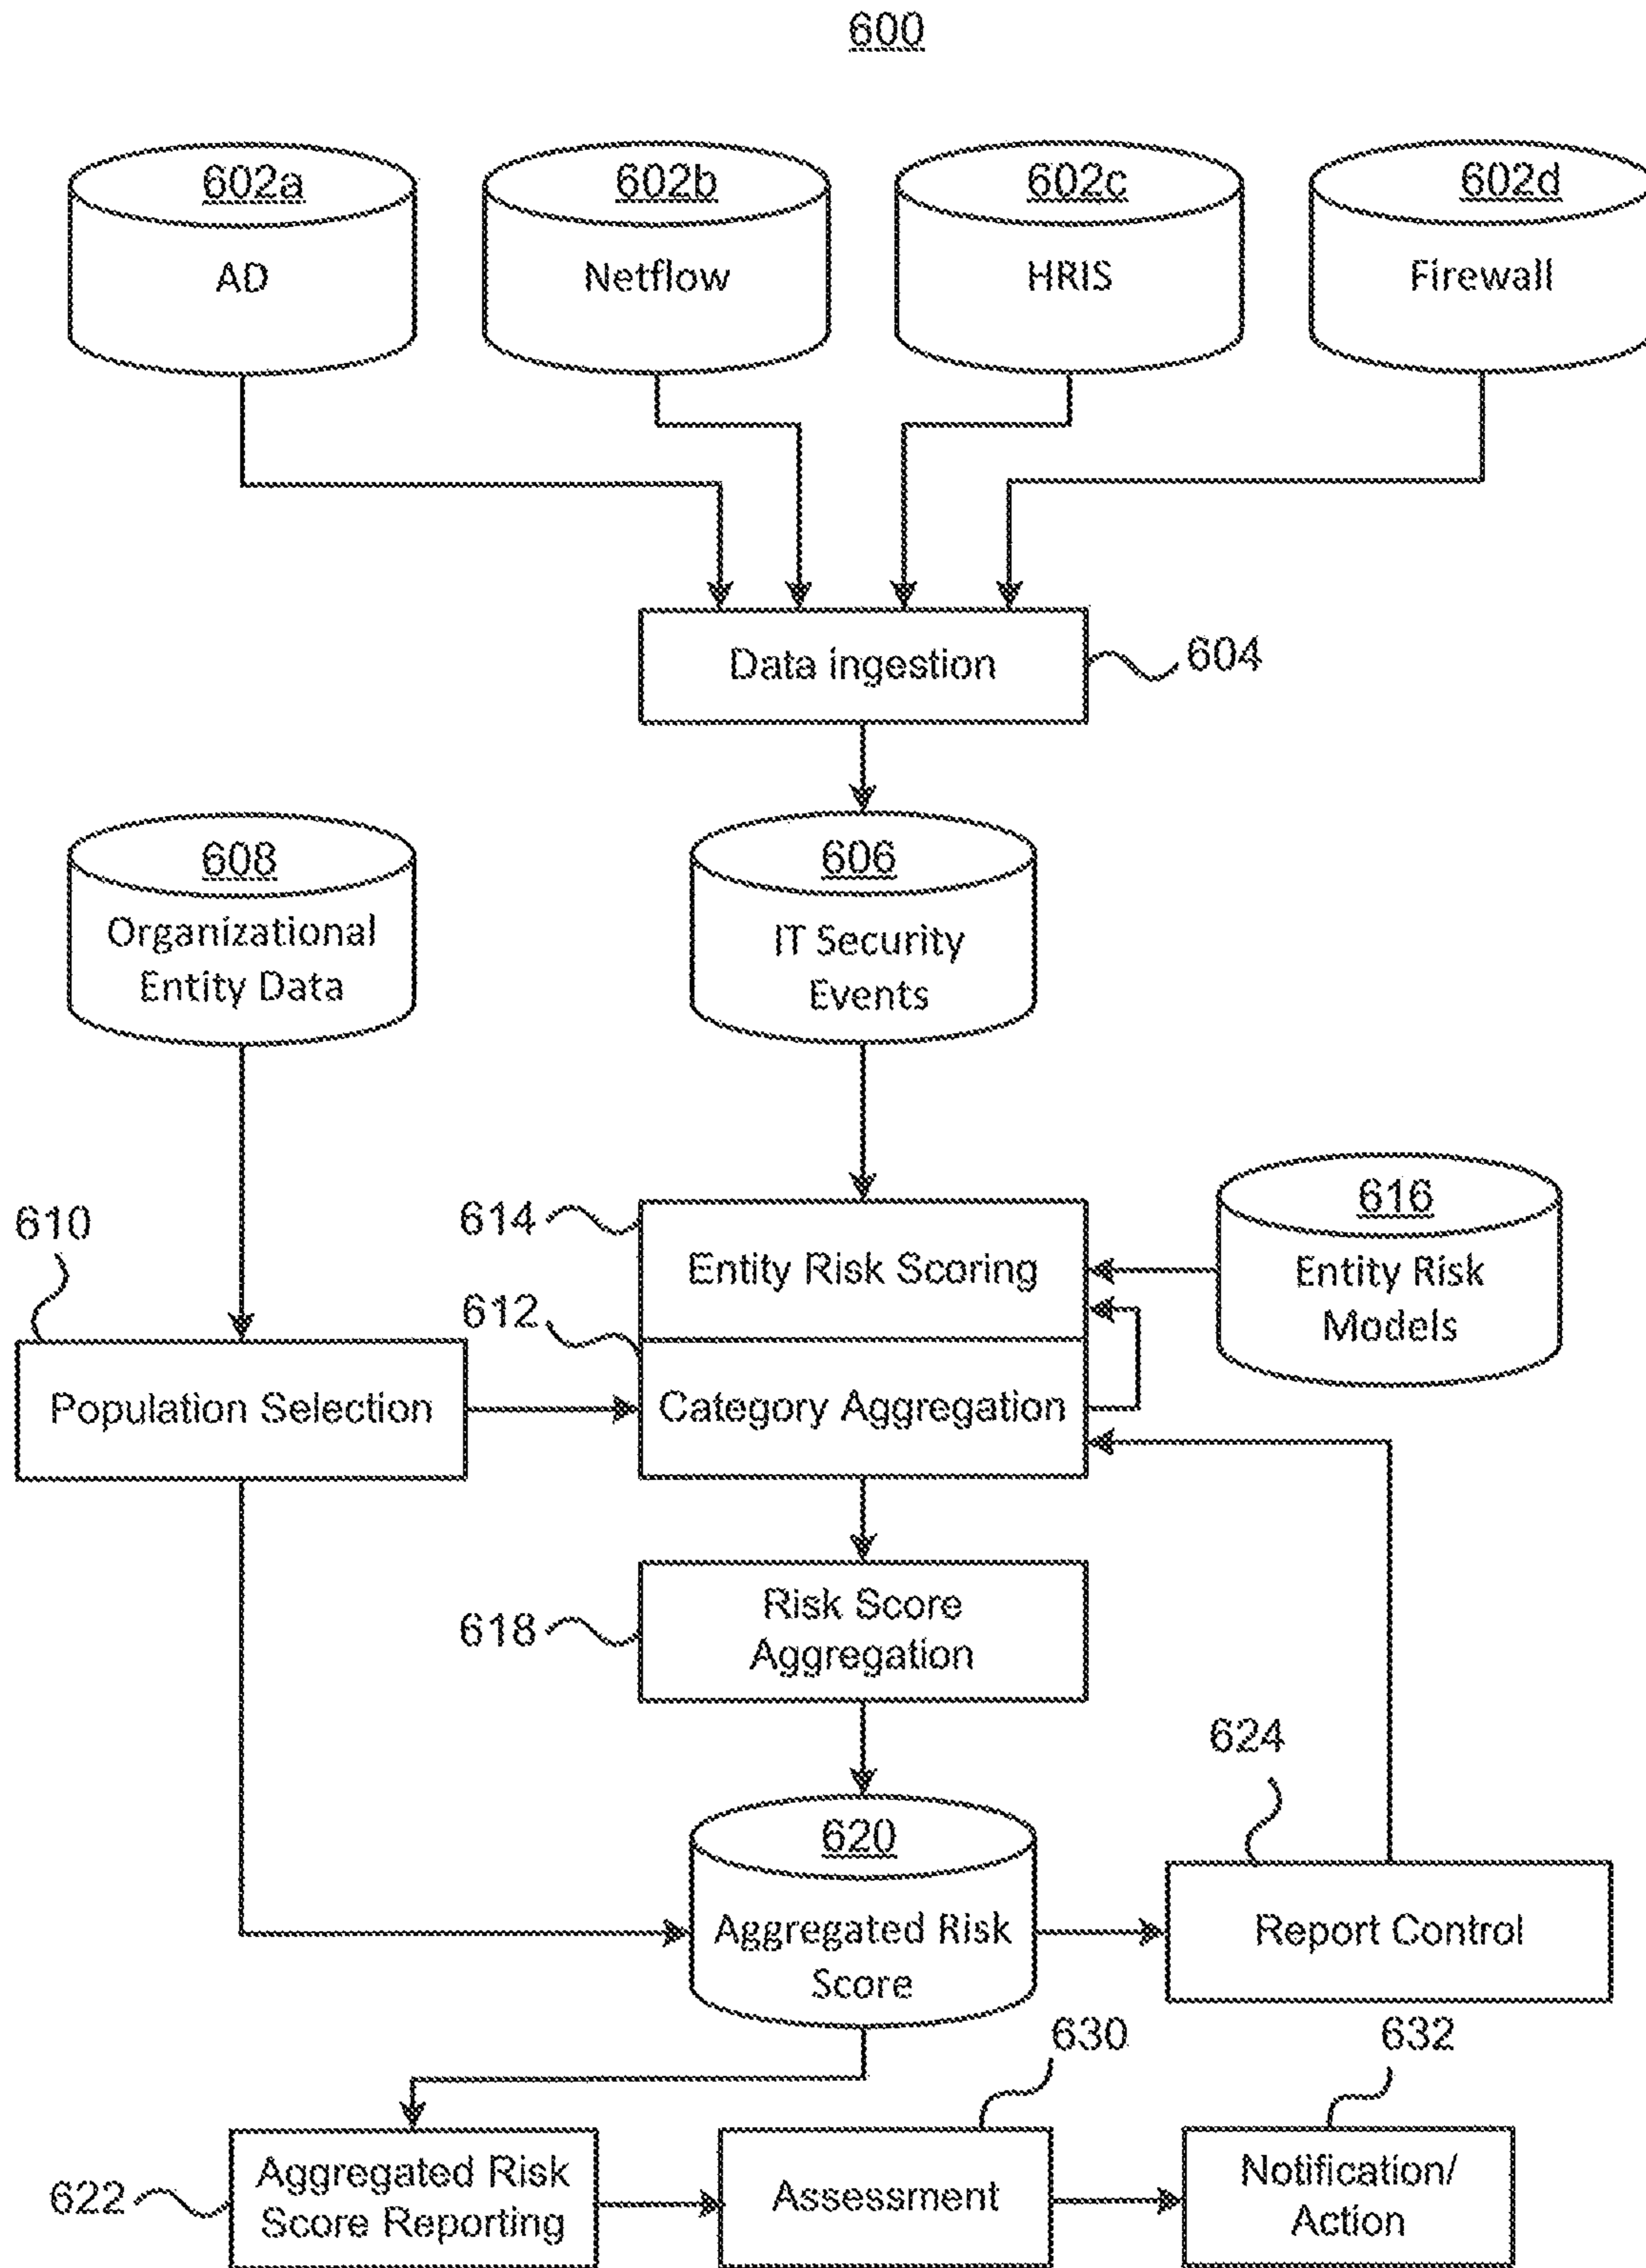 600
602a
602b
602c
602d
AD
Netflow
HRIS
Firewall
Data ingestion
604
608
Organizational
Entity Data
606
IT Security
Events
610
614
Entity Risk Scoring
616
Entity Risk
Models
612
Population Selection
Category Aggregation
618
Risk Score
Aggregation
624
620
Aggregated Risk
Score
Report Control
630
632
622
Aggregated Risk
Score Reporting
Assessment
Notification/
Action